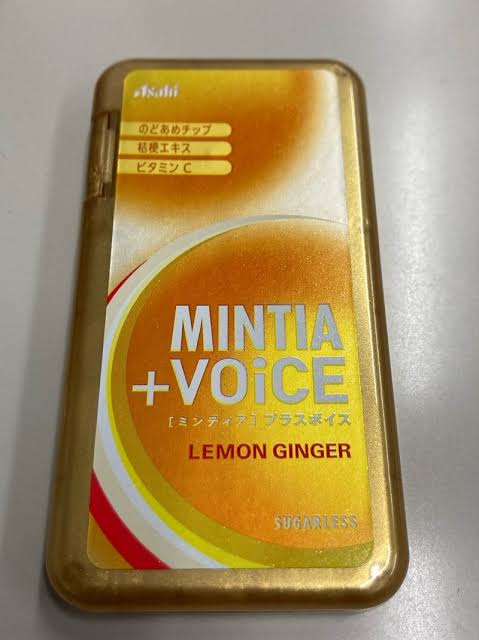 Asahi
のどあめチップ
桔梗エキス
ビタミン C
MINTIA
+VOiCE
[ミンティア] プラスボイス
LEMON GINGER
SUGARLESS